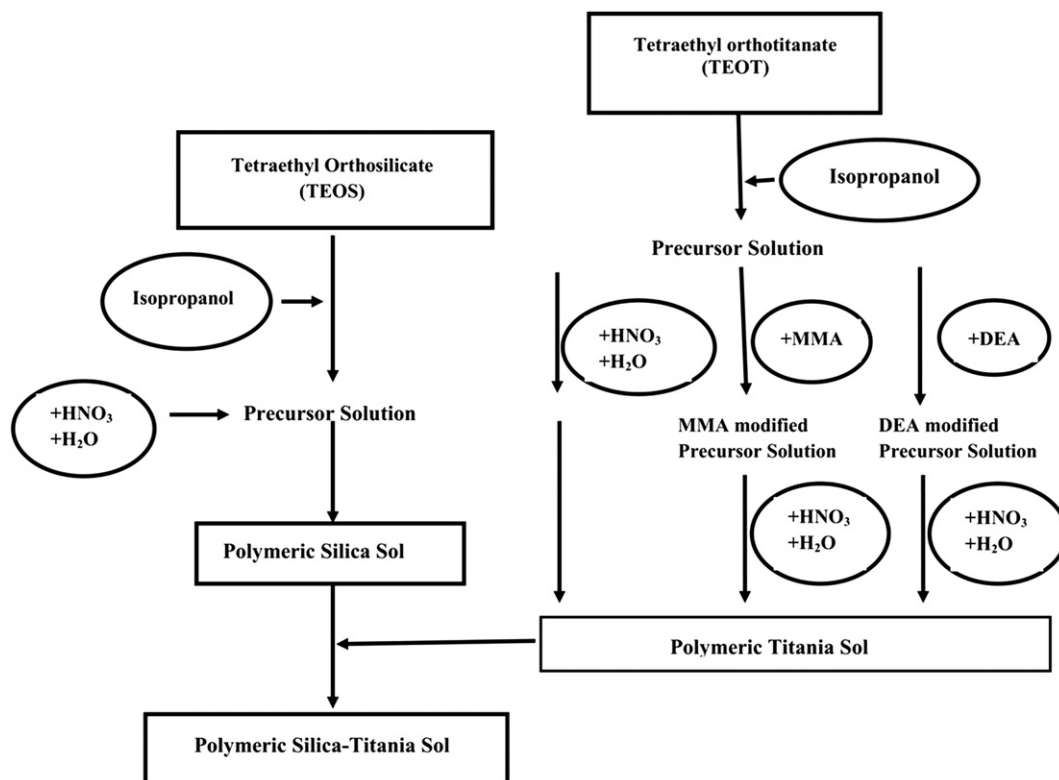 Tetraethyl orthotitanate
(TEOT)
Tetraethyl Orthosilicate
(TEOS)
Isopropanol
Precursor Solution
Isopropanol
+HNO₃
+H₂O
+MMA
+DEA
+HNO₃
+H₂O
Precursor Solution
MMA modified
Precursor Solution
DEA modified
Precursor Solution
+HNO₃
+H₂O
+HNO₃
+H₂O
Polymeric Silica Sol
Polymeric Titania Sol
Polymeric Silica-Titania Sol